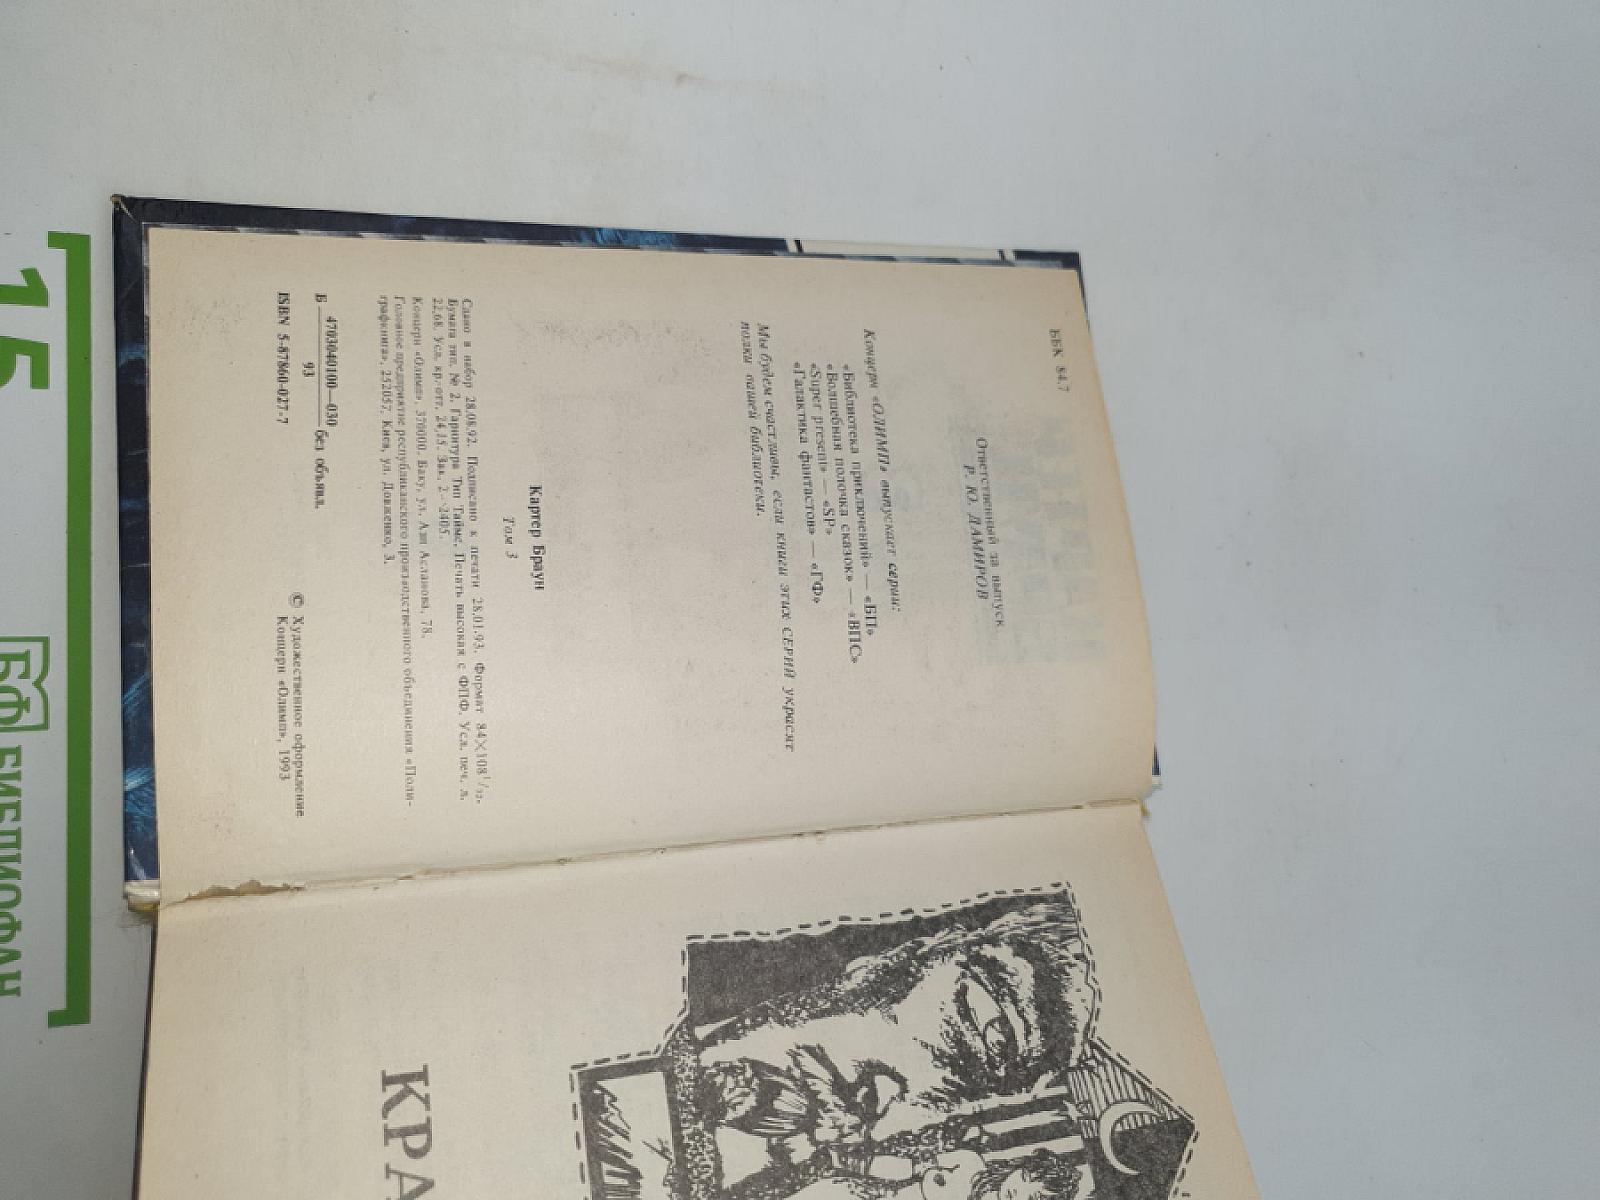 ББК 84.7
Ответственный за выпуск
Р. Ю. ДАМИРОВ
Концерн «ОЛИМП» выпускает серии:
«Библиотека приключений» — «БП»
«Волшебная полочка сказок» — «ВПС»
«Super present» — «SP»
«Галактика фантастов» — «ГФ»
Мы будем счастливы, если книги этих СЕРИЙ украсят
полки вашей библиотеки.
Картер Браун
Том 3
Сдано в набор 28.08.92. Подписано к печати 28.01.93. Формат 84×108¹/₃₂.
Бумага тип. № 2. Гарнитура Тип Таймс. Печать высокая с ФПФ. Усл. печ. л.
22,68. Усл. кр.-отт. 24,15. Зак. 2—2405.
Концерн «Олимп», 370000, Баку, ул. Ази Асланова, 78.
Головное предприятие республиканского производственного объединения «Поли-
графкнига», 252057, Киев, ул. Довженко, 3.
Б 4703040100—030 без объявл.
93
ISBN 5-87860-027-7
© Художественное оформление
Концерн «Олимп», 1993
КРА
15
БФ БИБЛИОФАН